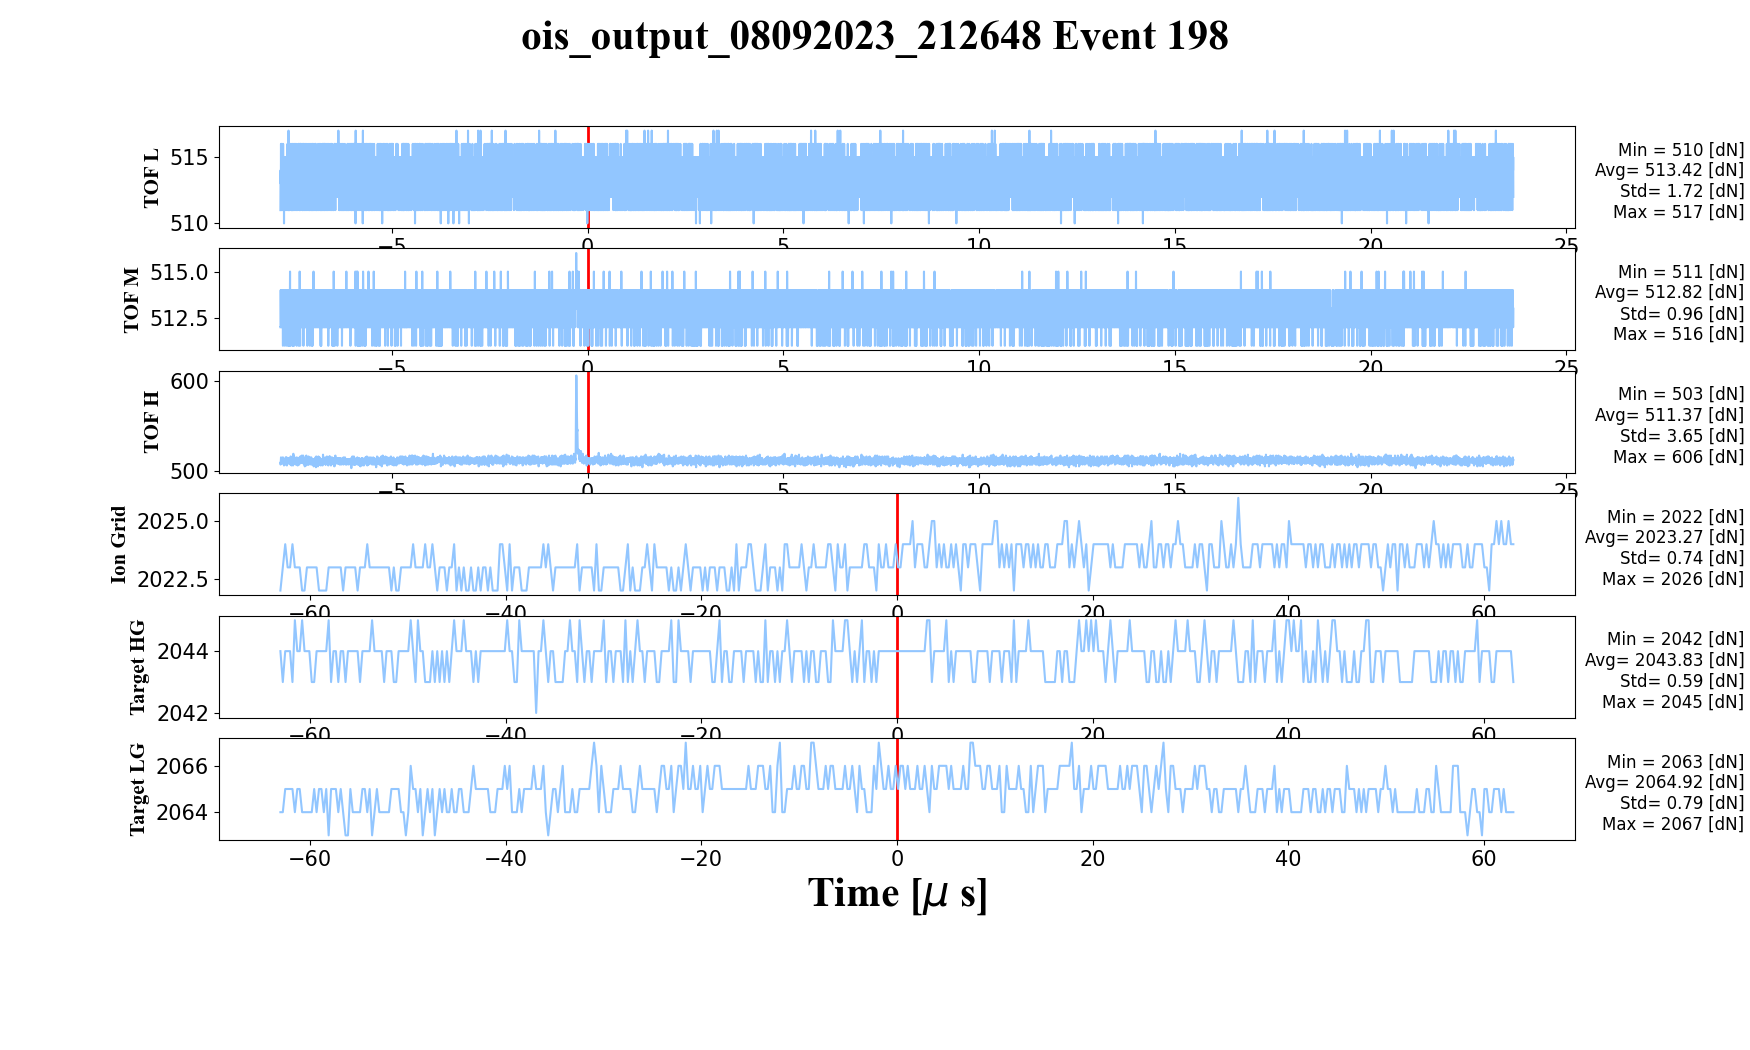 ois_output_08092023_212648 Event 198
TOF L
515
510
−5 0 5 10 15 20 25
Min = 510 [dN]
Avg= 513.42 [dN]
Std= 1.72 [dN]
Max = 517 [dN]
TOF M
515.0
512.5
−5 0 5 10 15 20 25
Min = 511 [dN]
Avg= 512.82 [dN]
Std= 0.96 [dN]
Max = 516 [dN]
TOF H
600
500
−5 0 5 10 15 20 25
Min = 503 [dN]
Avg= 511.37 [dN]
Std= 3.65 [dN]
Max = 606 [dN]
Ion Grid
2025.0
2022.5
−60 −40 −20 0 20 40 60
Min = 2022 [dN]
Avg= 2023.27 [dN]
Std= 0.74 [dN]
Max = 2026 [dN]
Target HG
2044
2042
−60 −40 −20 0 20 40 60
Min = 2042 [dN]
Avg= 2043.83 [dN]
Std= 0.59 [dN]
Max = 2045 [dN]
Target LG
2066
2064
−60 −40 −20 0 20 40 60
Min = 2063 [dN]
Avg= 2064.92 [dN]
Std= 0.79 [dN]
Max = 2067 [dN]
Time [μ s]